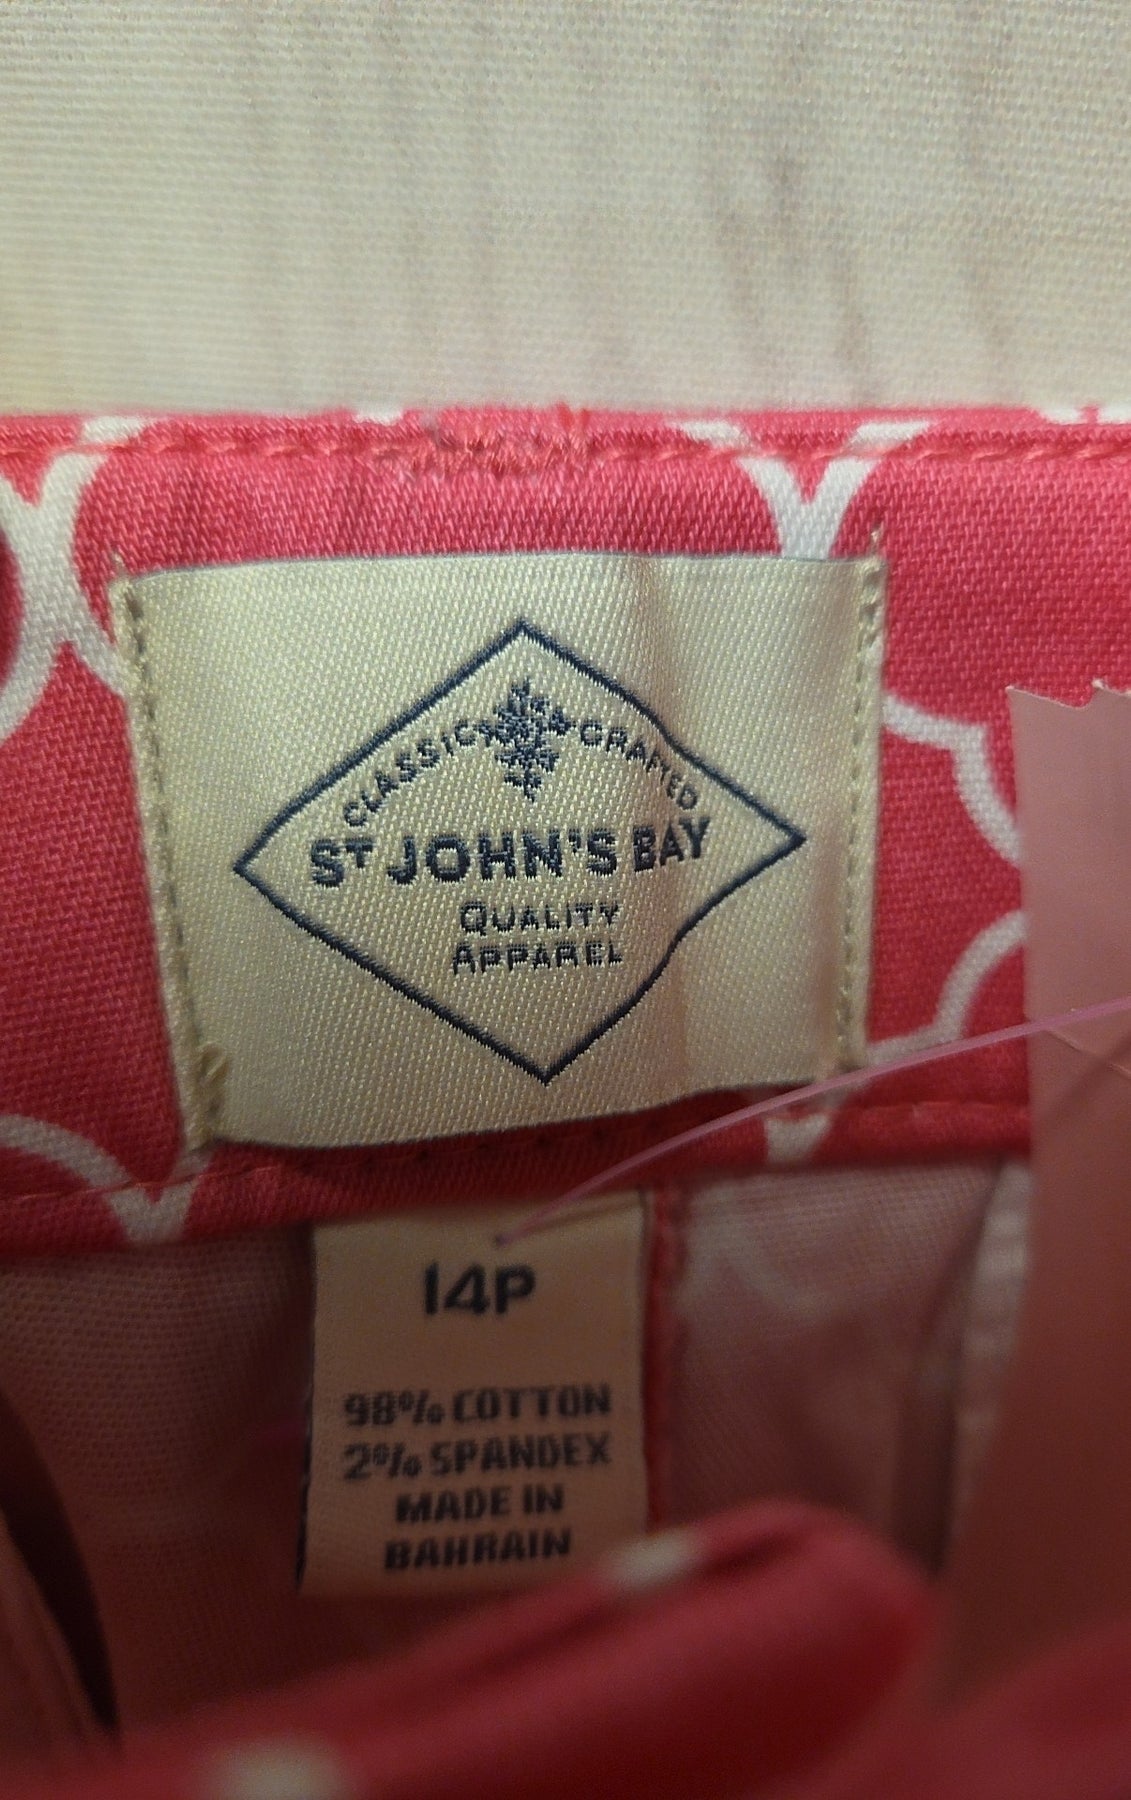 CLASSIC & CRAFTED
ST JOHN'S BAY
QUALITY
APPAREL
14P
98% COTTON
2% SPANDEX
MADE IN
BAHRAIN